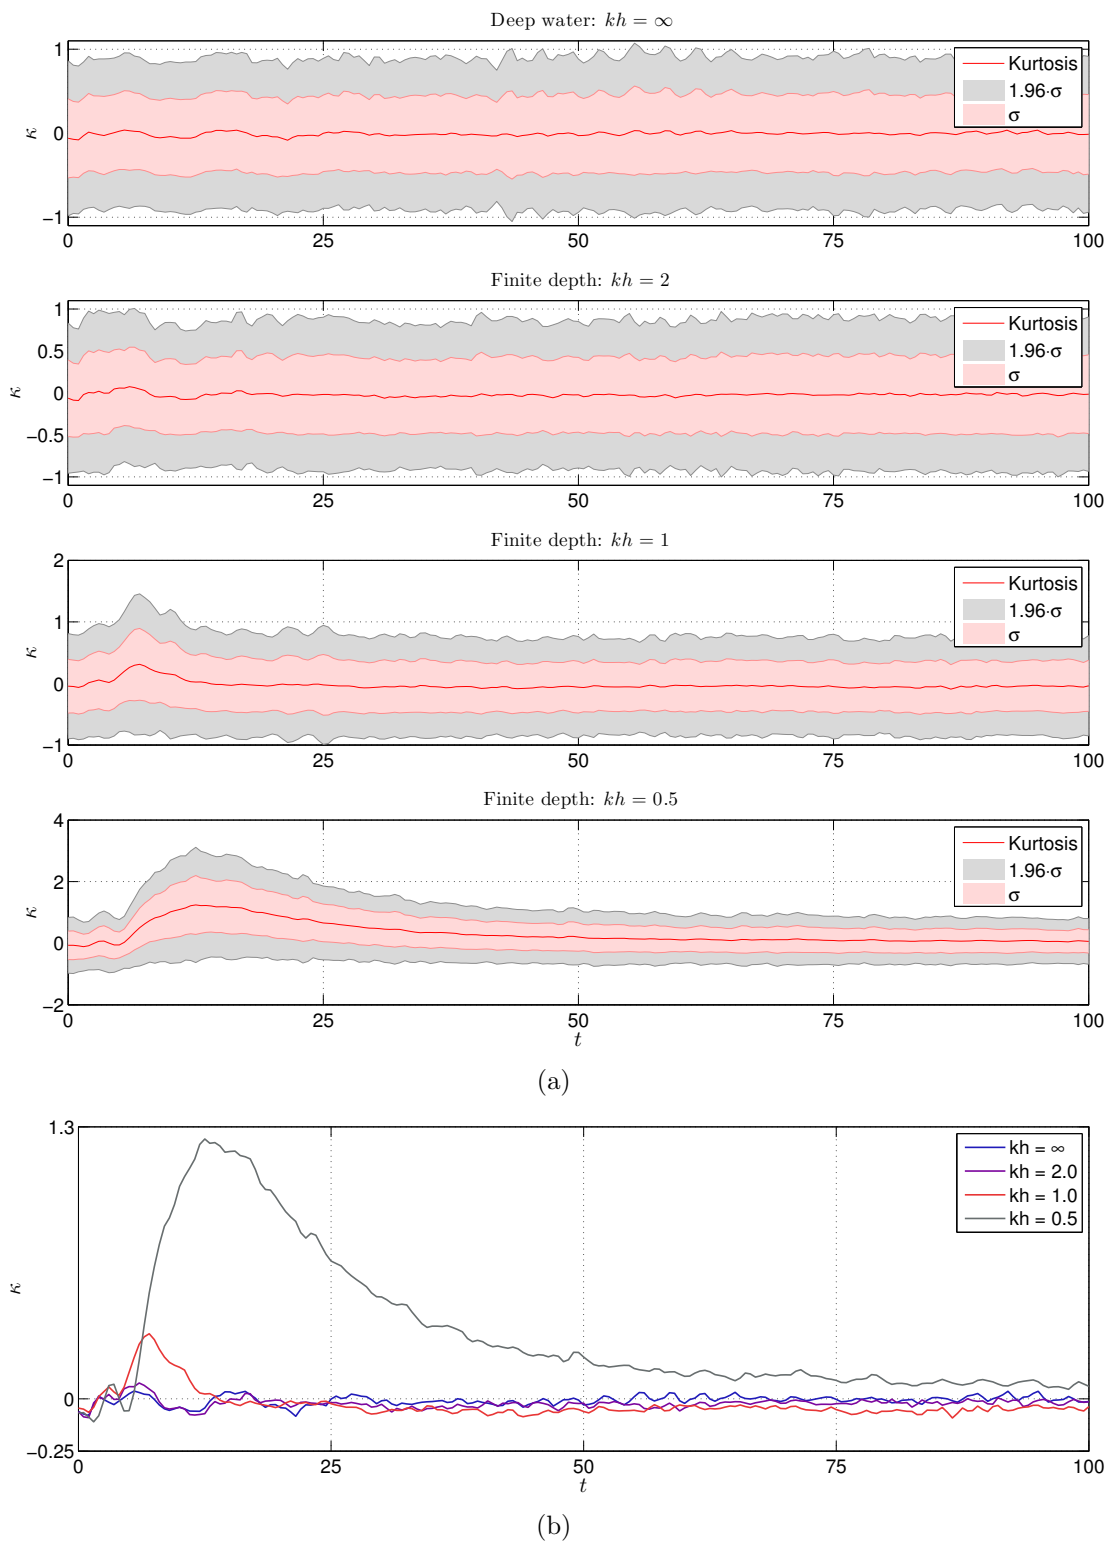 Deep water: kh = ∞
1
0
−1
κ
Kurtosis
1.96·σ
σ
0 25 50 75 100
Finite depth: kh = 2
1
0.5
0
−0.5
−1
κ
Kurtosis
1.96·σ
σ
0 25 50 75 100
Finite depth: kh = 1
2
1
0
−1
κ
Kurtosis
1.96·σ
σ
0 25 50 75 100
Finite depth: kh = 0.5
4
2
0
−2
κ
Kurtosis
1.96·σ
σ
0 25 50 75 100
t
(a)
1.3
0
−0.25
κ
kh = ∞
kh = 2.0
kh = 1.0
kh = 0.5
0 25 50 75 100
t
(b)